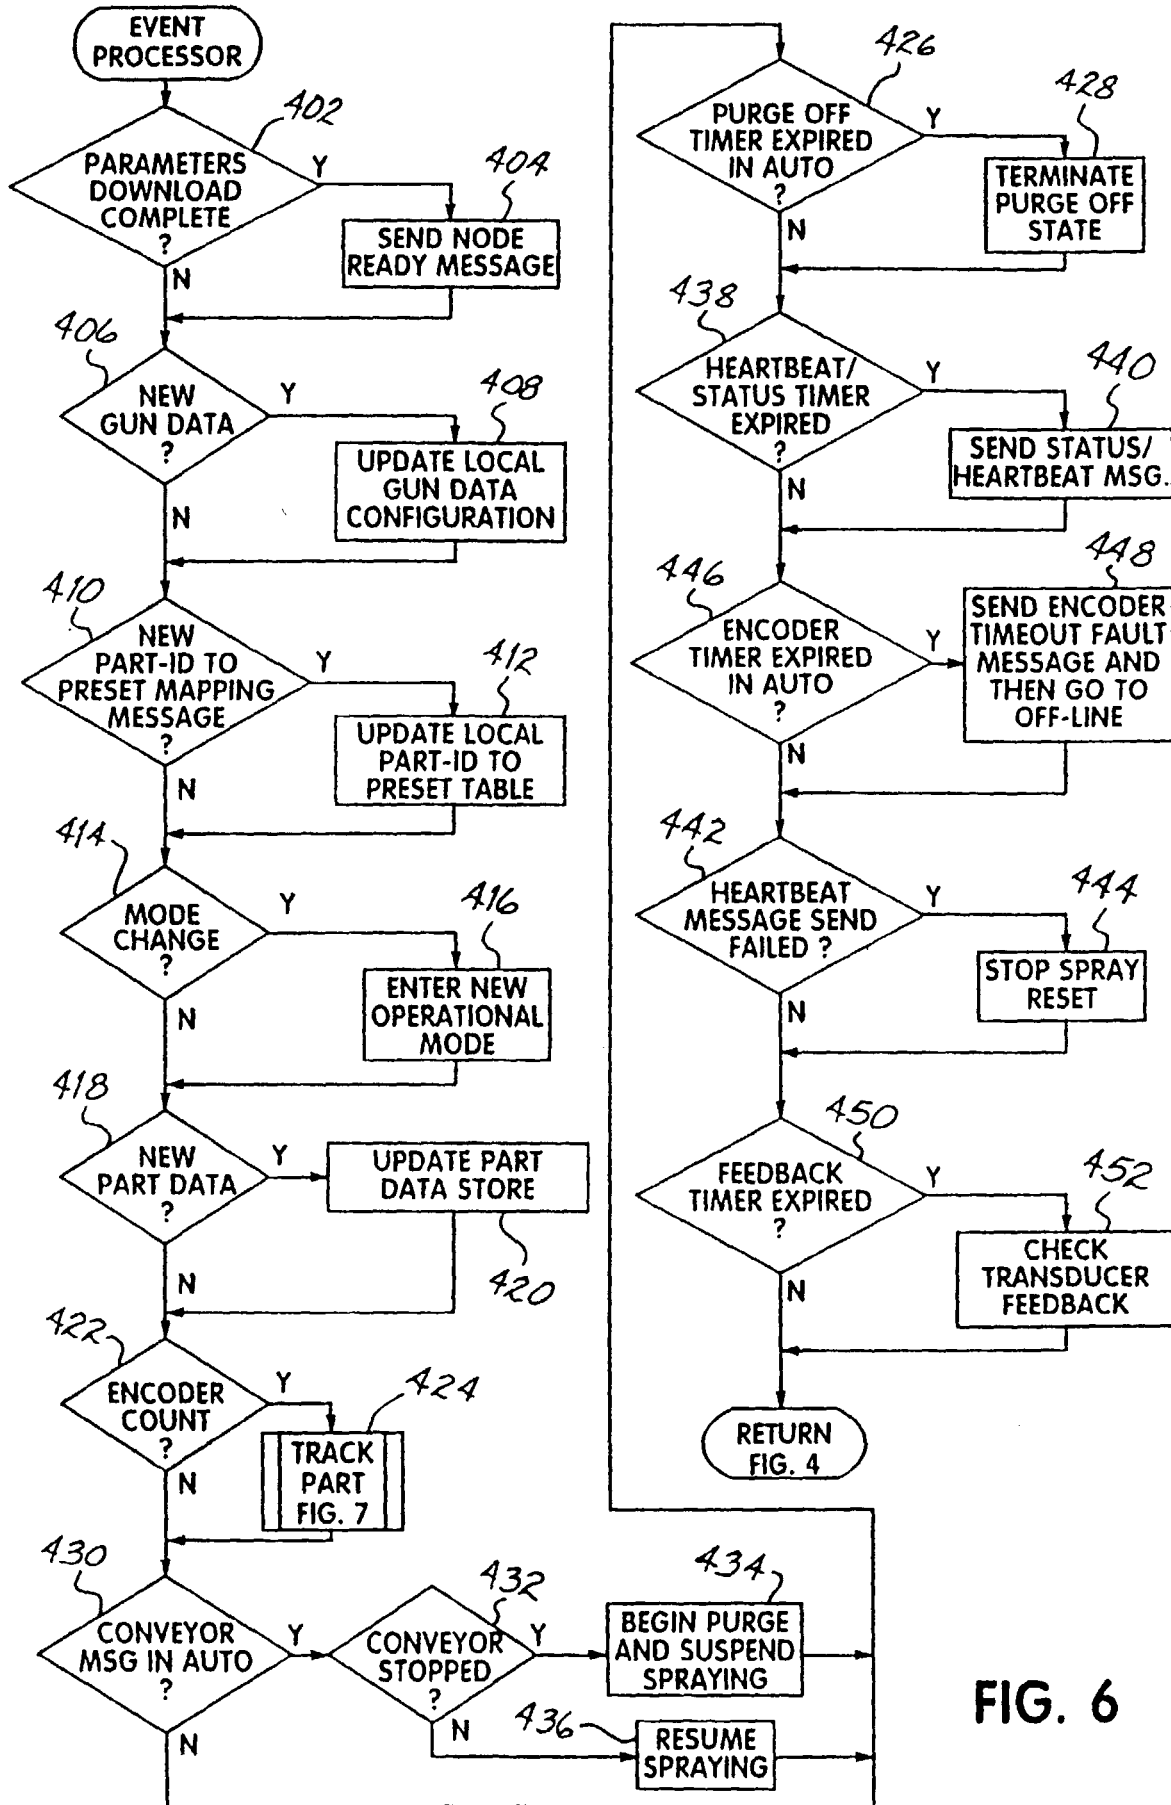 EVENT
PROCESSOR
402
PARAMETERS
DOWNLOAD
COMPLETE
?
Y
N
404
SEND NODE
READY MESSAGE
406
NEW
GUN DATA
?
Y
N
408
UPDATE LOCAL
GUN DATA
CONFIGURATION
410
NEW
PART-ID TO
PRESET MAPPING
MESSAGE
?
Y
N
412
UPDATE LOCAL
PART-ID TO
PRESET TABLE
414
MODE
CHANGE
?
Y
N
416
ENTER NEW
OPERATIONAL
MODE
418
NEW
PART DATA
?
Y
N
UPDATE PART
DATA STORE
420
422
ENCODER
COUNT
?
Y
N
424
TRACK
PART
FIG. 7
430
CONVEYOR
MSG IN AUTO
?
Y
N
432
CONVEYOR
STOPPED
?
Y
N
434
BEGIN PURGE
AND SUSPEND
SPRAYING
436
RESUME
SPRAYING
426
PURGE OFF
TIMER EXPIRED
IN AUTO
?
Y
N
428
TERMINATE
PURGE OFF
STATE
438
HEARTBEAT/
STATUS TIMER
EXPIRED
?
Y
N
440
SEND STATUS/
HEARTBEAT MSG.
446
ENCODER
TIMER EXPIRED
IN AUTO
?
Y
N
448
SEND ENCODER
TIMEOUT FAULT
MESSAGE AND
THEN GO TO
OFF-LINE
442
HEARTBEAT
MESSAGE SEND
FAILED ?
Y
N
444
STOP SPRAY
RESET
450
FEEDBACK
TIMER EXPIRED
?
Y
N
452
CHECK
TRANSDUCER
FEEDBACK
RETURN
FIG. 4
FIG. 6